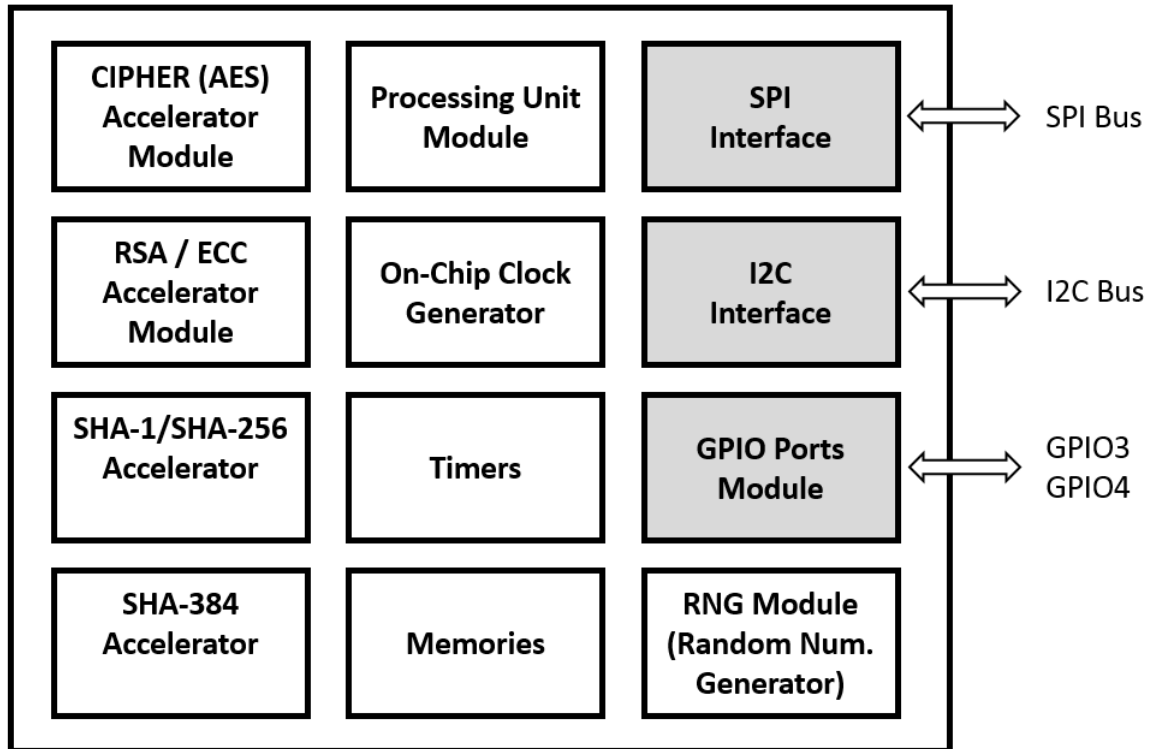 CIPHER (AES)
Accelerator
Module
Processing Unit
Module
SPI
Interface
SPI Bus
RSA / ECC
Accelerator
Module
On-Chip Clock
Generator
I2C
Interface
I2C Bus
SHA-1/SHA-256
Accelerator
Timers
GPIO Ports
Module
GPIO3
GPIO4
SHA-384
Accelerator
Memories
RNG Module
(Random Num.
Generator)